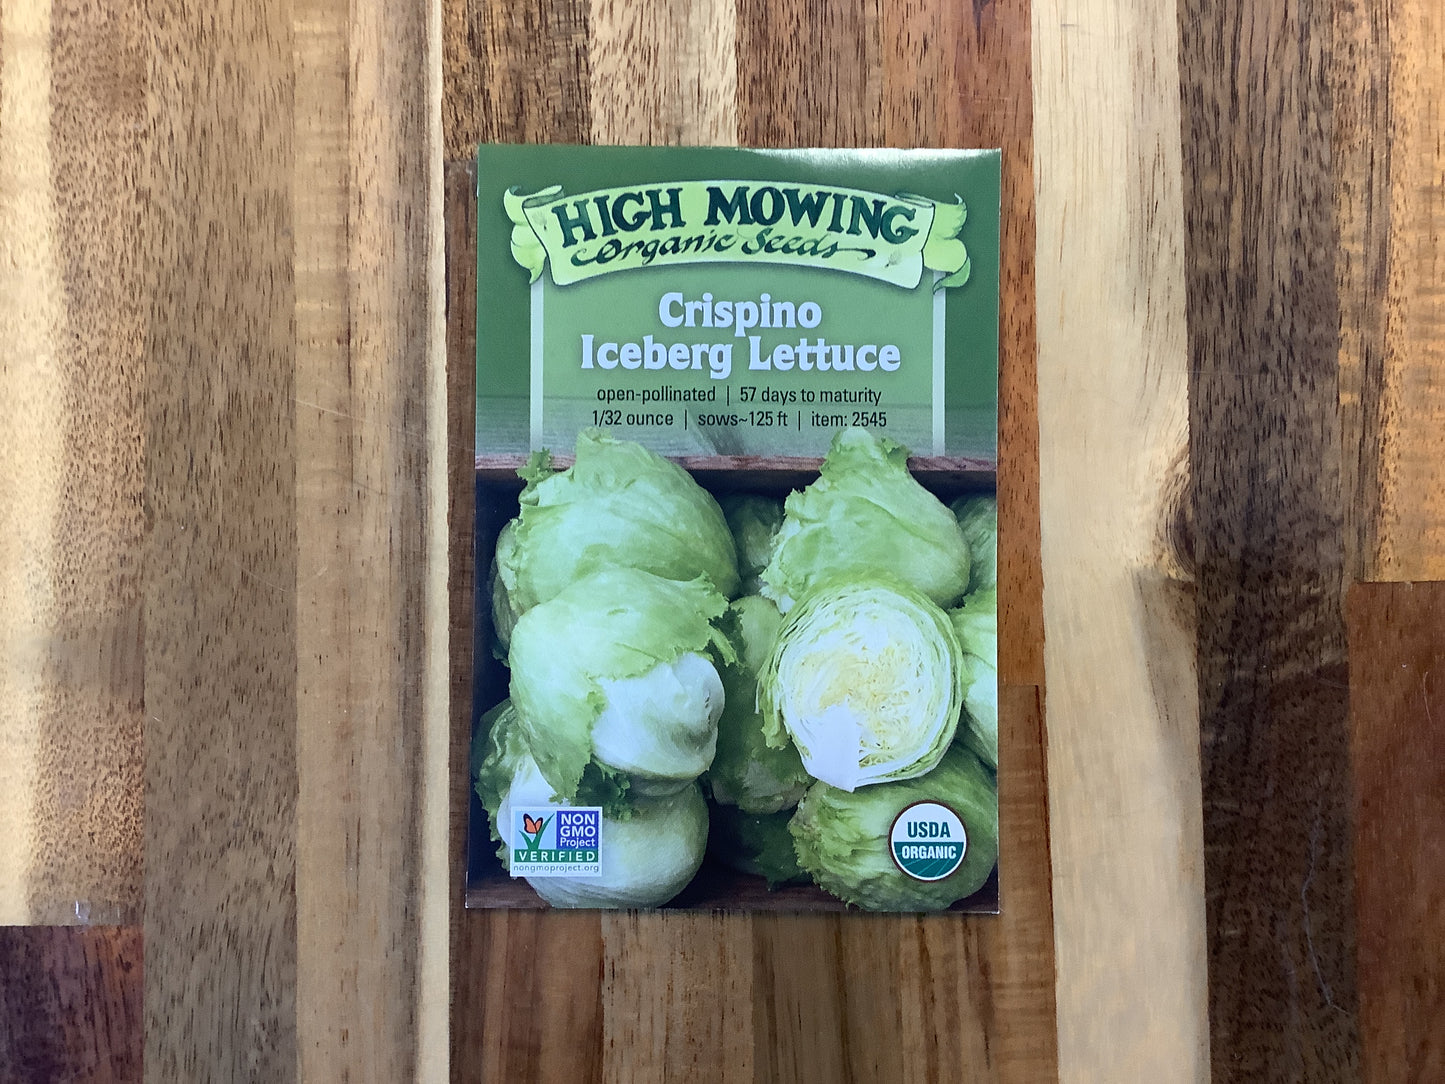 HIGH MOWING
Organic Seeds
Crispino
Iceberg Lettuce
open-pollinated | 57 days to maturity
1/32 ounce | sows~125 ft | item: 2545
NON
GMO
Project
VERIFIED
nongmoproject.org
USDA
ORGANIC